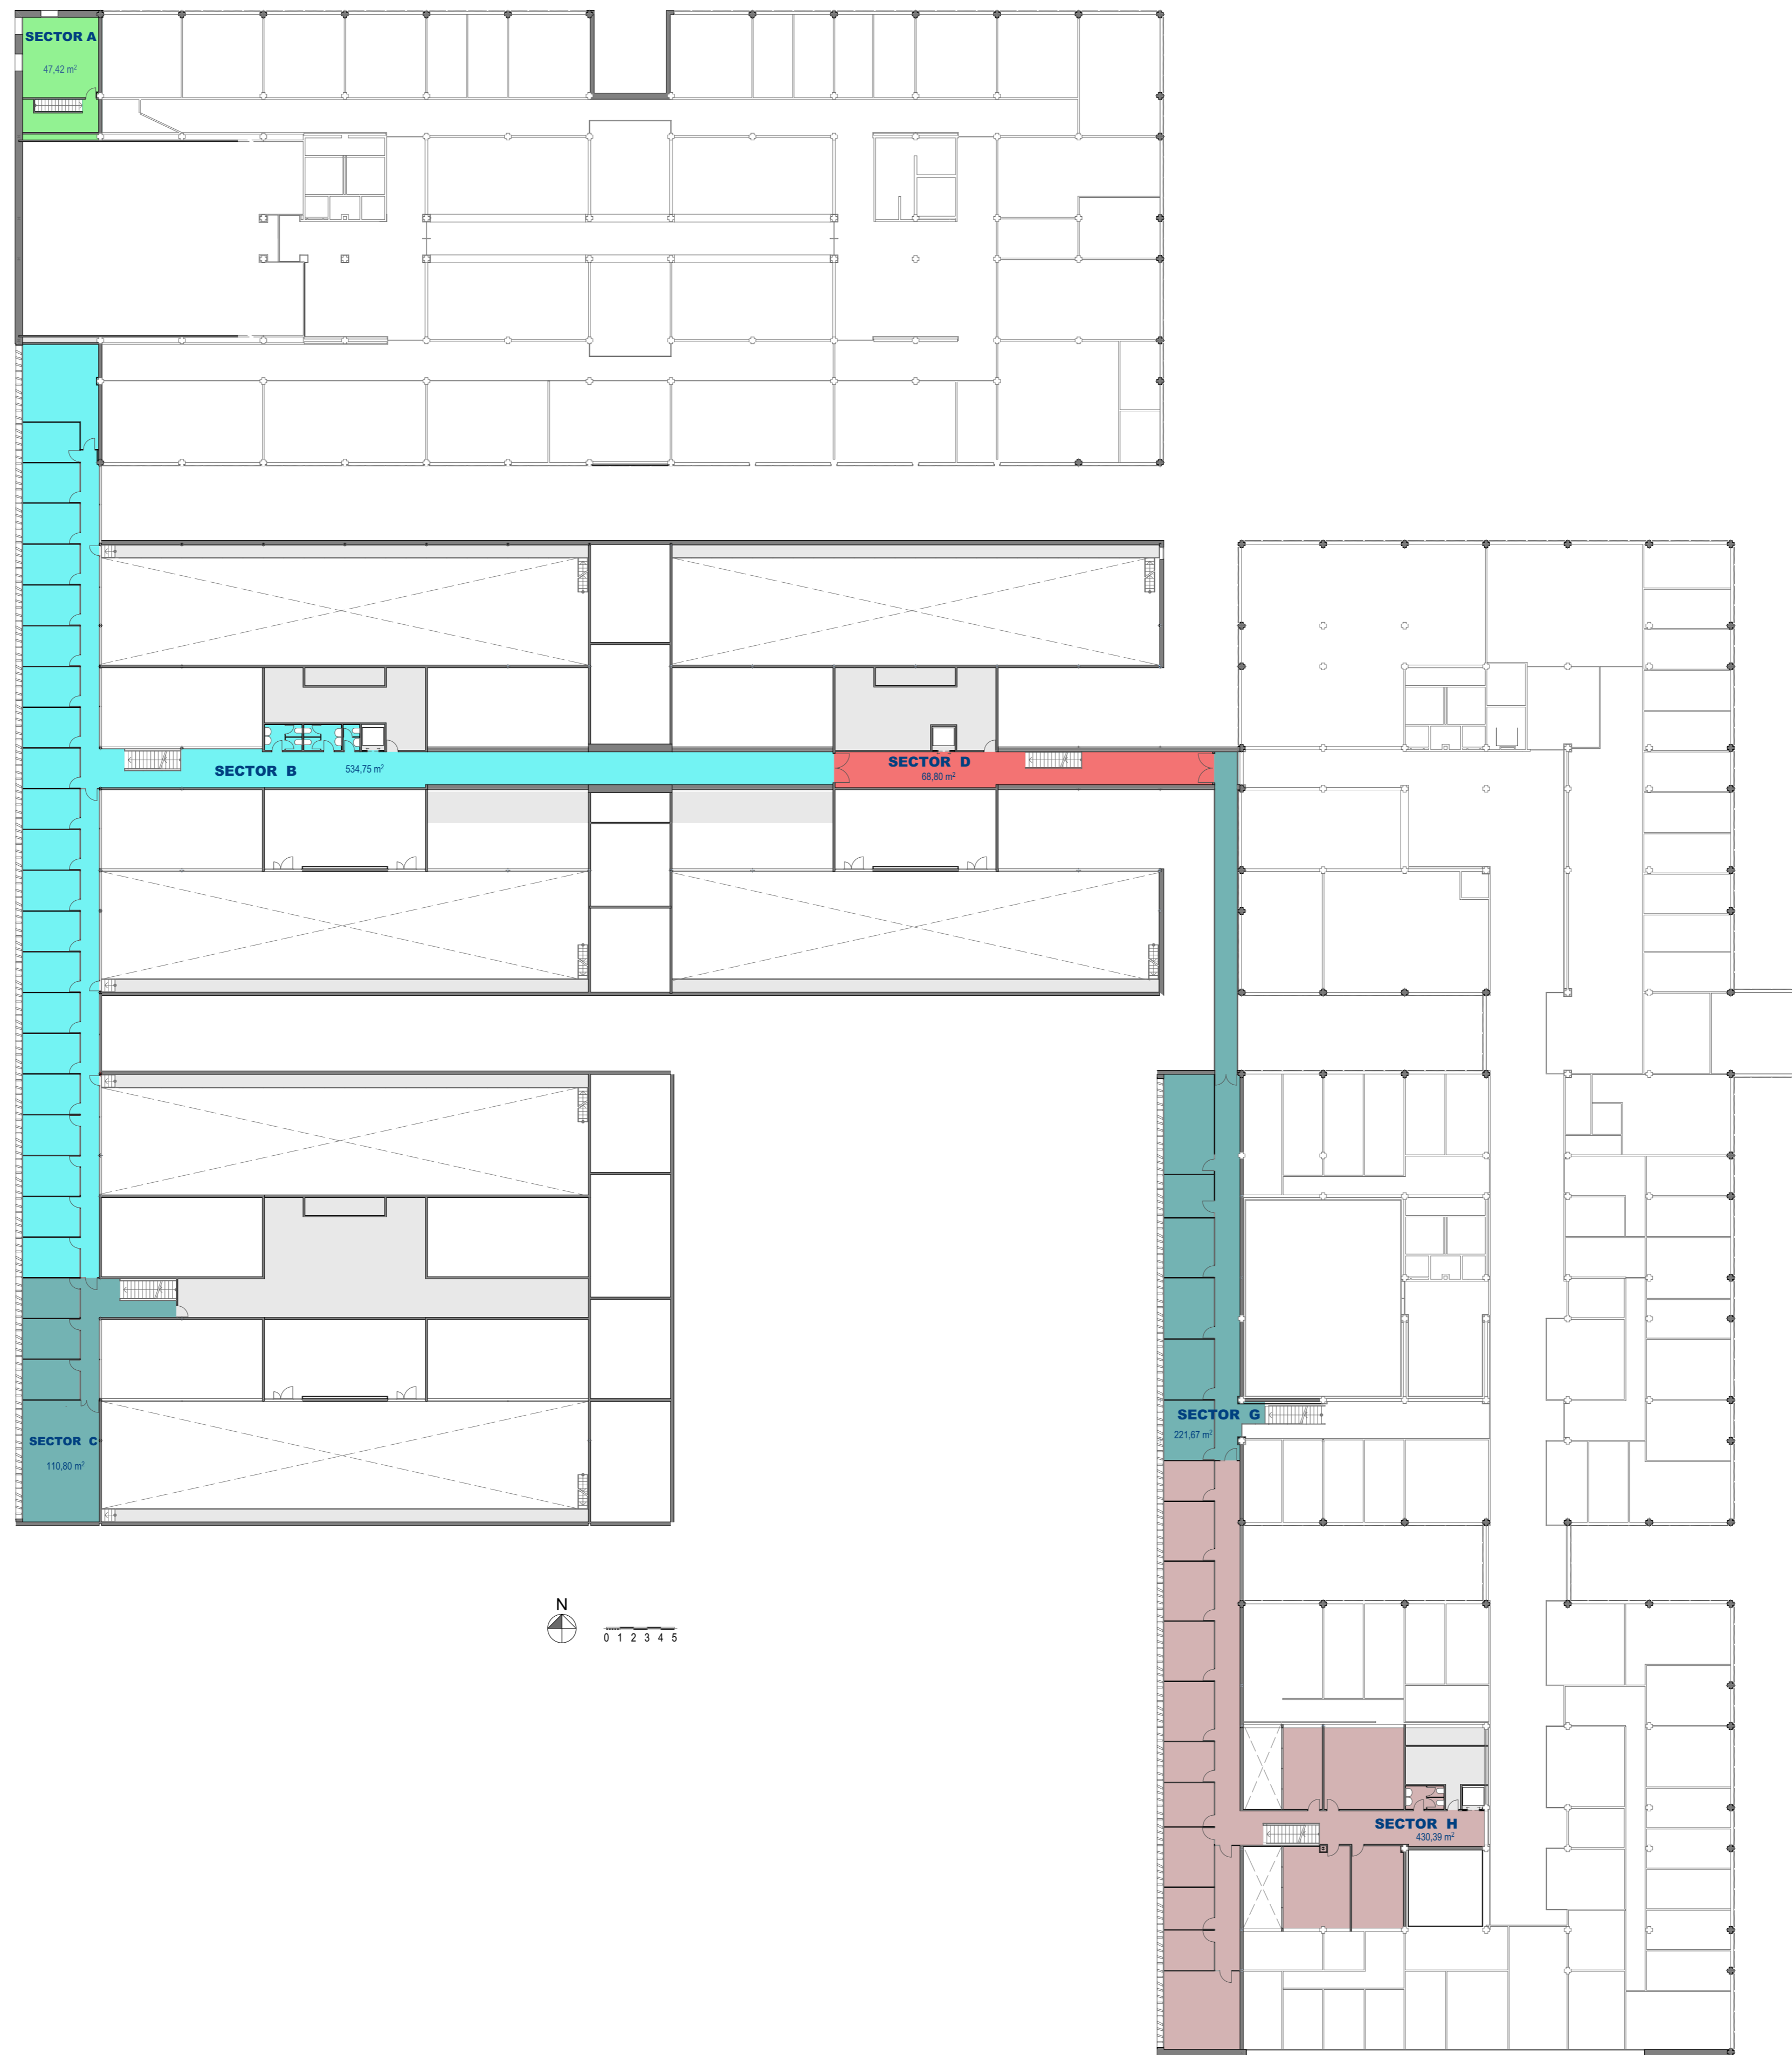 SECTOR A
47,42 m²
SECTOR B
534,75 m²
SECTOR D
68,80 m²
SECTOR G
221,67 m²
SECTOR C
110,80 m²
N
0 1 2 3 4 5
SECTOR H
430,39 m²